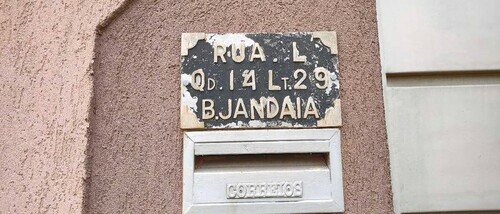 RUA. L
QD.14 LT.29
B.JANDAIA
CORREIOS